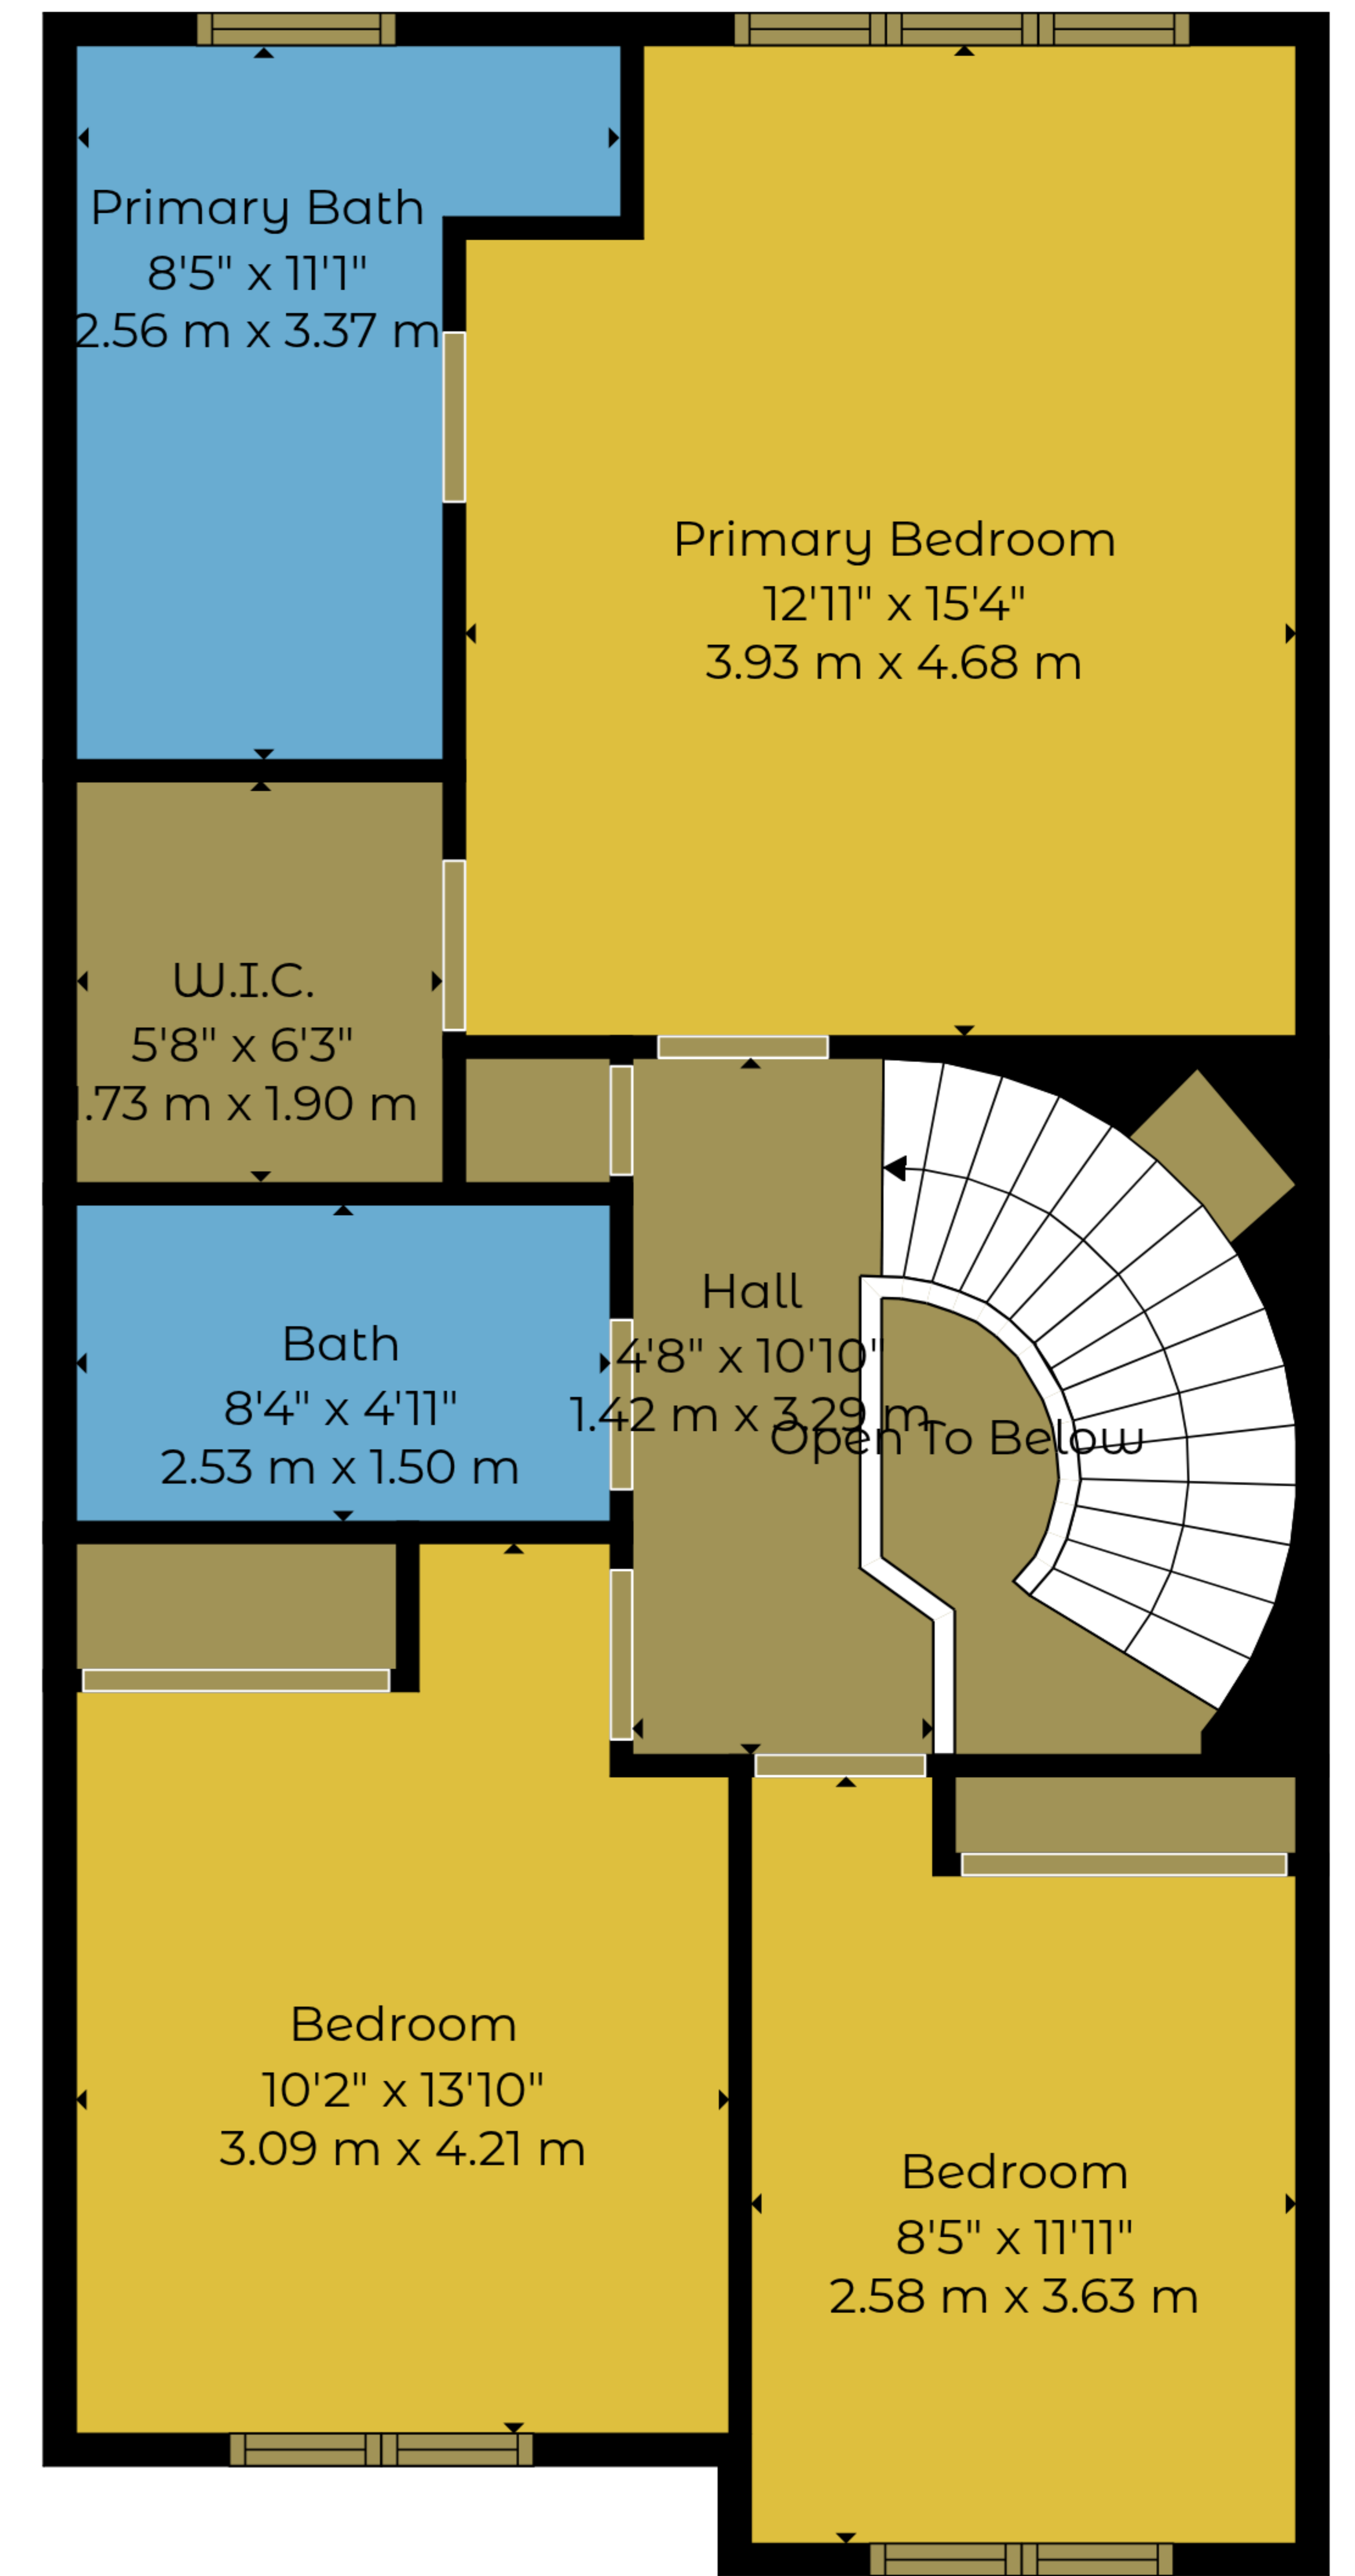 Primary Bath
8'5" x 11'1"
2.56 m x 3.37 m
Primary Bedroom
12'11" x 15'4"
3.93 m x 4.68 m
W.I.C.
5'8" x 6'3"
1.73 m x 1.90 m
Hall
4'8" x 10'10"
1.42 m x 3.29 m
Open To Below
Bath
8'4" x 4'11"
2.53 m x 1.50 m
Bedroom
10'2" x 13'10"
3.09 m x 4.21 m
Bedroom
8'5" x 11'11"
2.58 m x 3.63 m